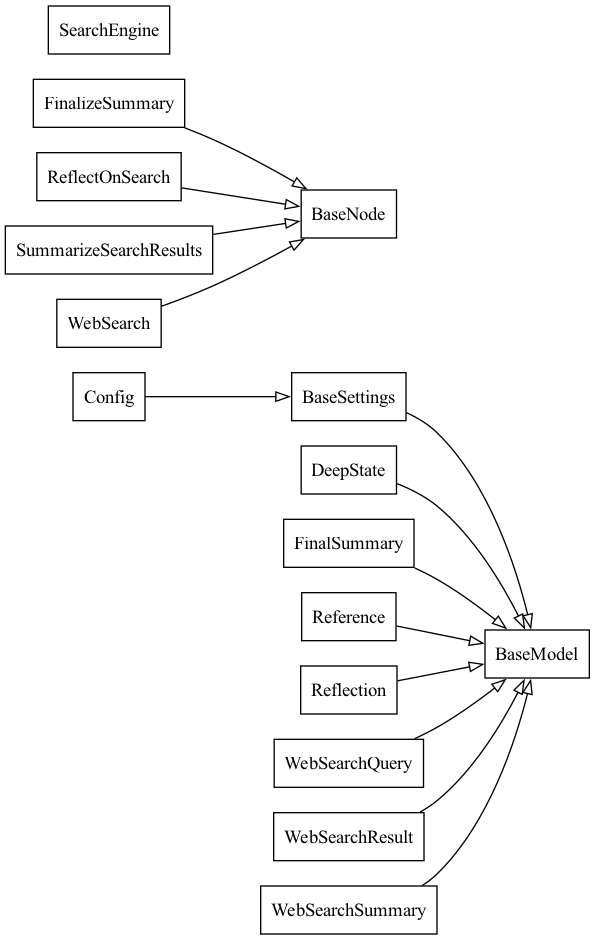 SearchEngine
FinalizeSummary
ReflectOnSearch
BaseNode
SummarizeSearchResults
WebSearch
Config
BaseSettings
DeepState
FinalSummary
Reference
BaseModel
Reflection
WebSearchQuery
WebSearchResult
WebSearchSummary